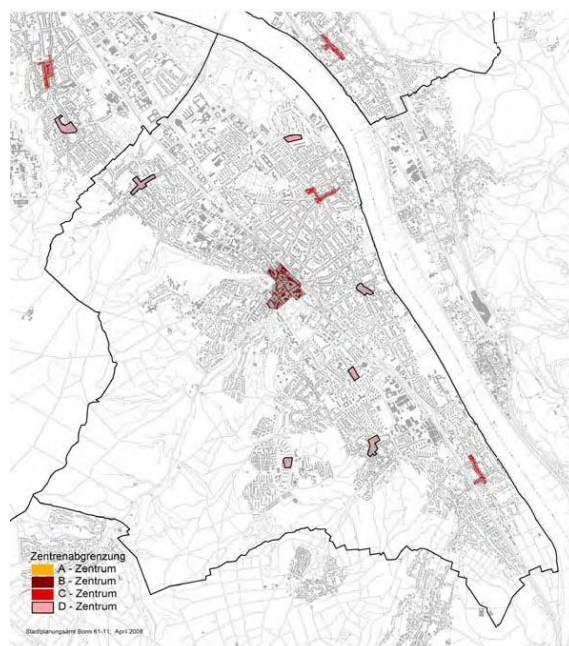 Zentrenabgrenzung
A - Zentrum
B - Zentrum
C - Zentrum
D - Zentrum
Stadtplanungsamt Bonn 61-11; April 2008